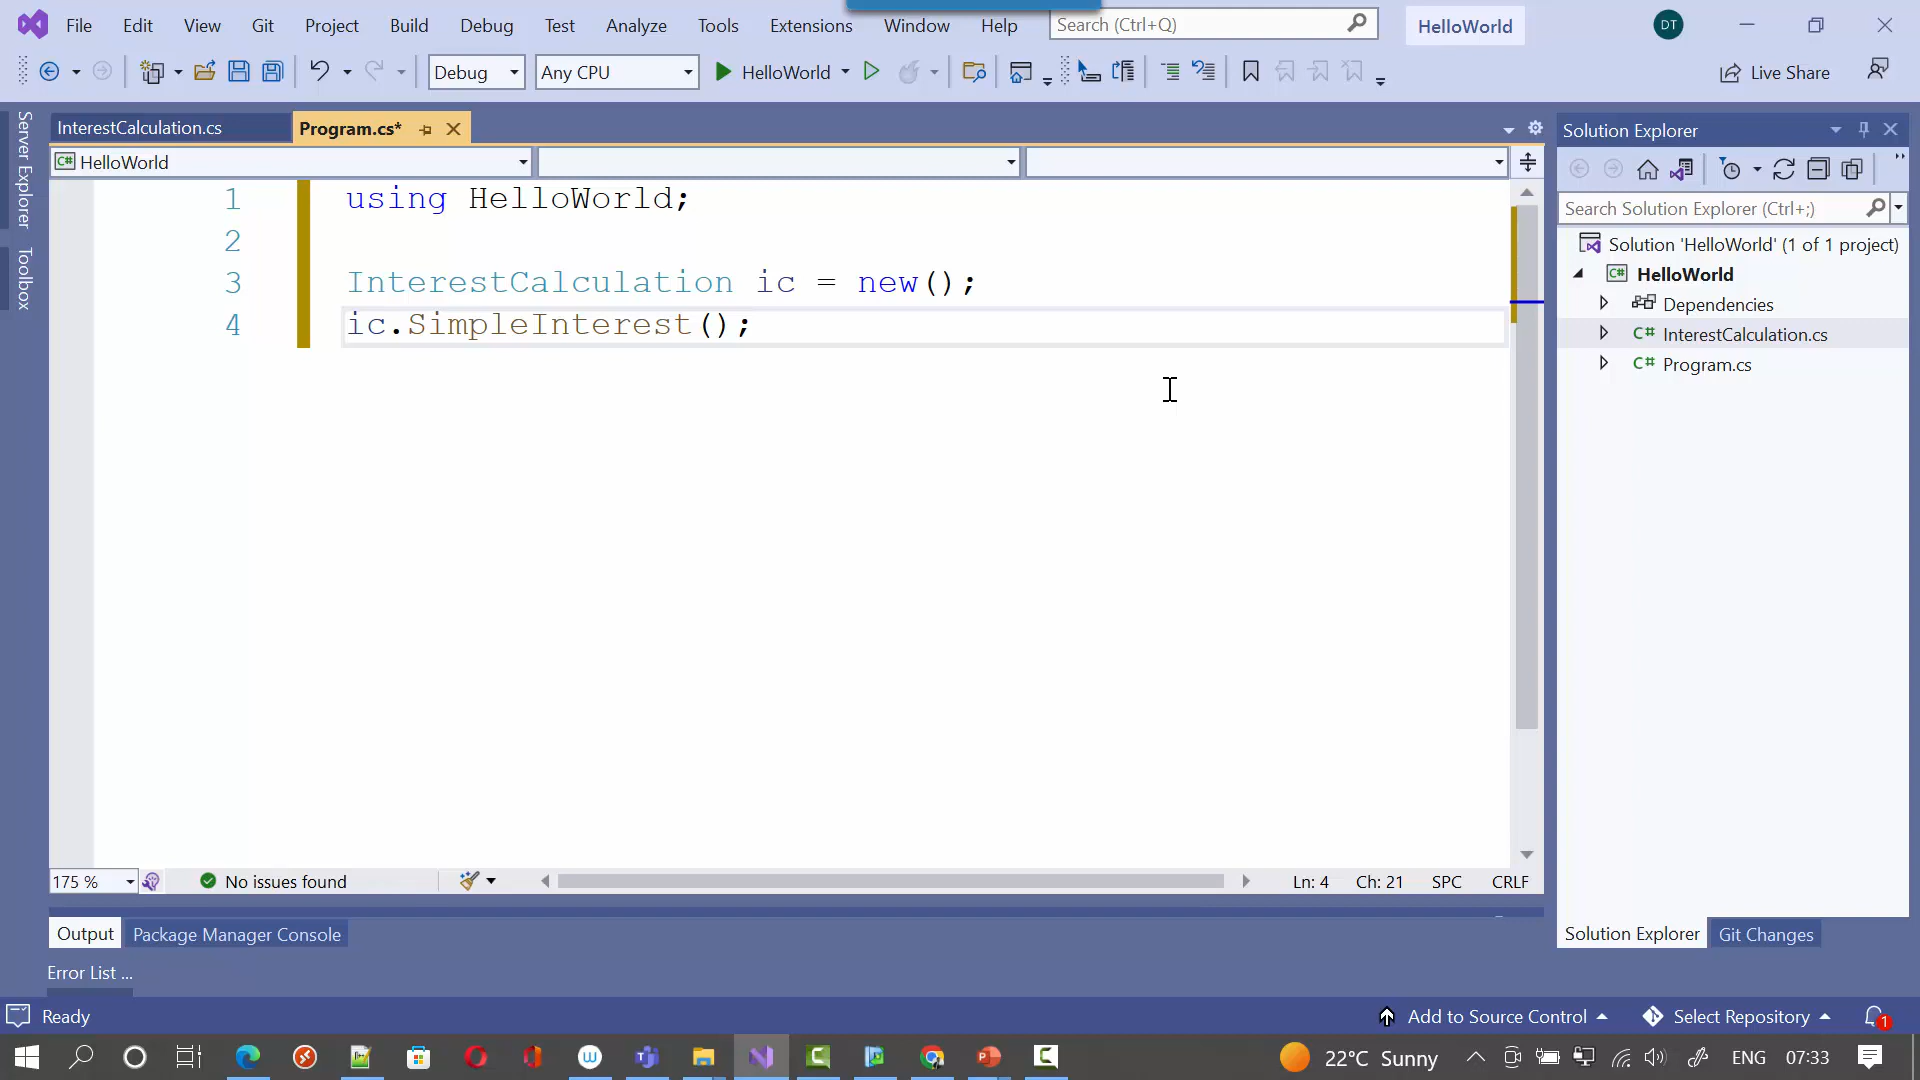 File Edit View Git Project Build Debug Test Analyze Tools Extensions Window Help Search (Ctrl+Q) HelloWorld DT
Debug Any CPU HelloWorld Live Share
Server Explorer
Toolbox
InterestCalculation.cs Program.cs*
HelloWorld
1 using HelloWorld;
2
3 InterestCalculation ic = new();
4 ic.SimpleInterest();
175 % No issues found Ln: 4 Ch: 21 SPC CRLF
Solution Explorer
Search Solution Explorer (Ctrl+;)
Solution 'HelloWorld' (1 of 1 project)
C# HelloWorld
Dependencies
C# InterestCalculation.cs
C# Program.cs
Solution Explorer Git Changes
Output Package Manager Console
Error List ...
Ready Add to Source Control Select Repository 1
22°C Sunny ENG 07:33